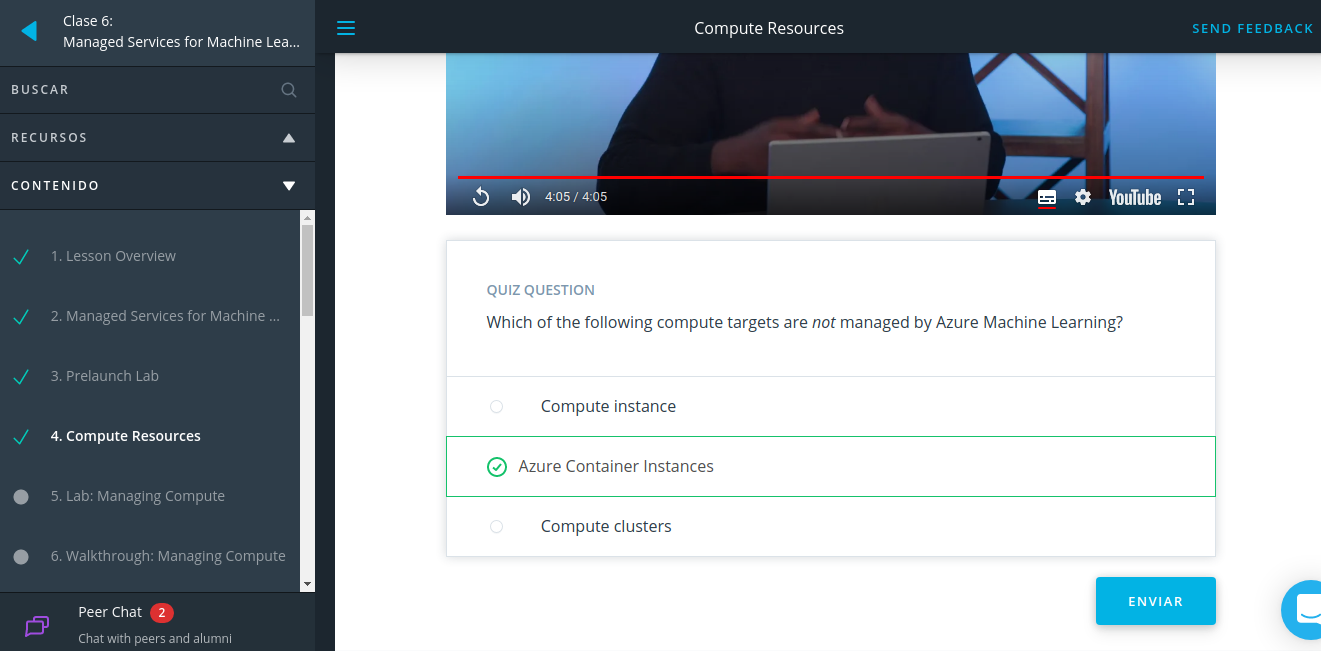 Clase 6:
Managed Services for Machine Lea...
BUSCAR
RECURSOS
CONTENIDO
1. Lesson Overview
2. Managed Services for Machine ...
3. Prelaunch Lab
4. Compute Resources
5. Lab: Managing Compute
6. Walkthrough: Managing Compute
Peer Chat 2
Chat with peers and alumni
Compute Resources
SEND FEEDBACK
4:05 / 4:05
YouTube
QUIZ QUESTION
Which of the following compute targets are not managed by Azure Machine Learning?
Compute instance
Azure Container Instances
Compute clusters
ENVIAR